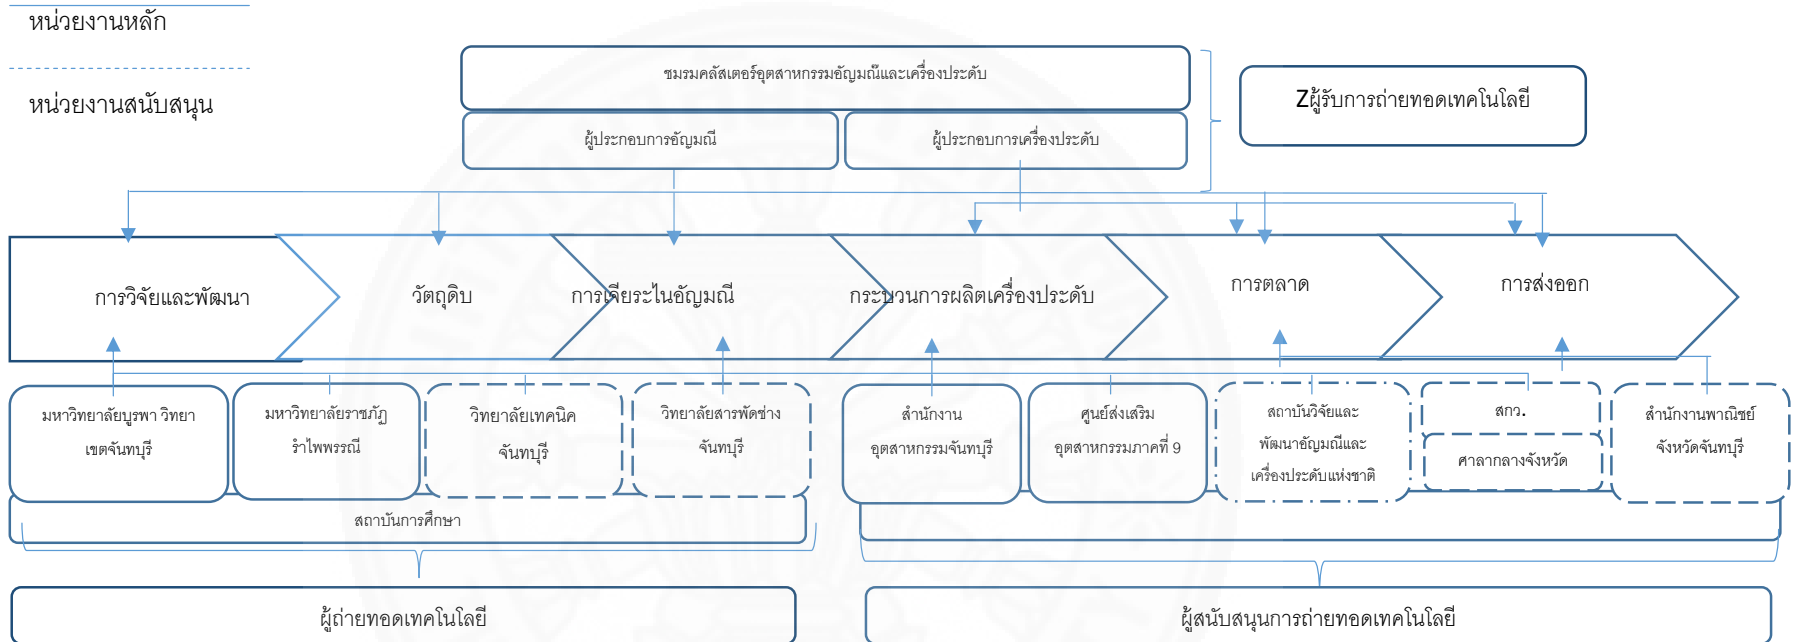 หน่วยงานหลัก
หน่วยงานสนับสนุน
ชมรมคลัสเตอร์อุตสาหกรรมอัญมณีและเครื่องประดับ
Zผู้รับการถ่ายทอดเทคโนโลยี
ผู้ประกอบการอัญมณี
ผู้ประกอบการเครื่องประดับ
การวิจัยและพัฒนา
วัตถุดิบ
การเจียระไนอัญมณี
กระบวนการผลิตเครื่องประดับ
การตลาด
การส่งออก
มหาวิทยาลัยบูรพา วิทยา
เขตจันทบุรี
มหาวิทยาลัยราชภัฏ
รำไพพรรณี
วิทยาลัยเทคนิค
จันทบุรี
วิทยาลัยสารพัดช่าง
จันทบุรี
สำนักงาน
อุตสาหกรรมจันทบุรี
ศูนย์ส่งเสริม
อุตสาหกรรมภาคที่ 9
สถาบันวิจัยและ
พัฒนาอัญมณีและ
เครื่องประดับแห่งชาติ
สกว.
ศาลากลางจังหวัด
สำนักงานพาณิชย์
จังหวัดจันทบุรี
สถาบันการศึกษา
ผู้ถ่ายทอดเทคโนโลยี
ผู้สนับสนุนการถ่ายทอดเทคโนโลยี